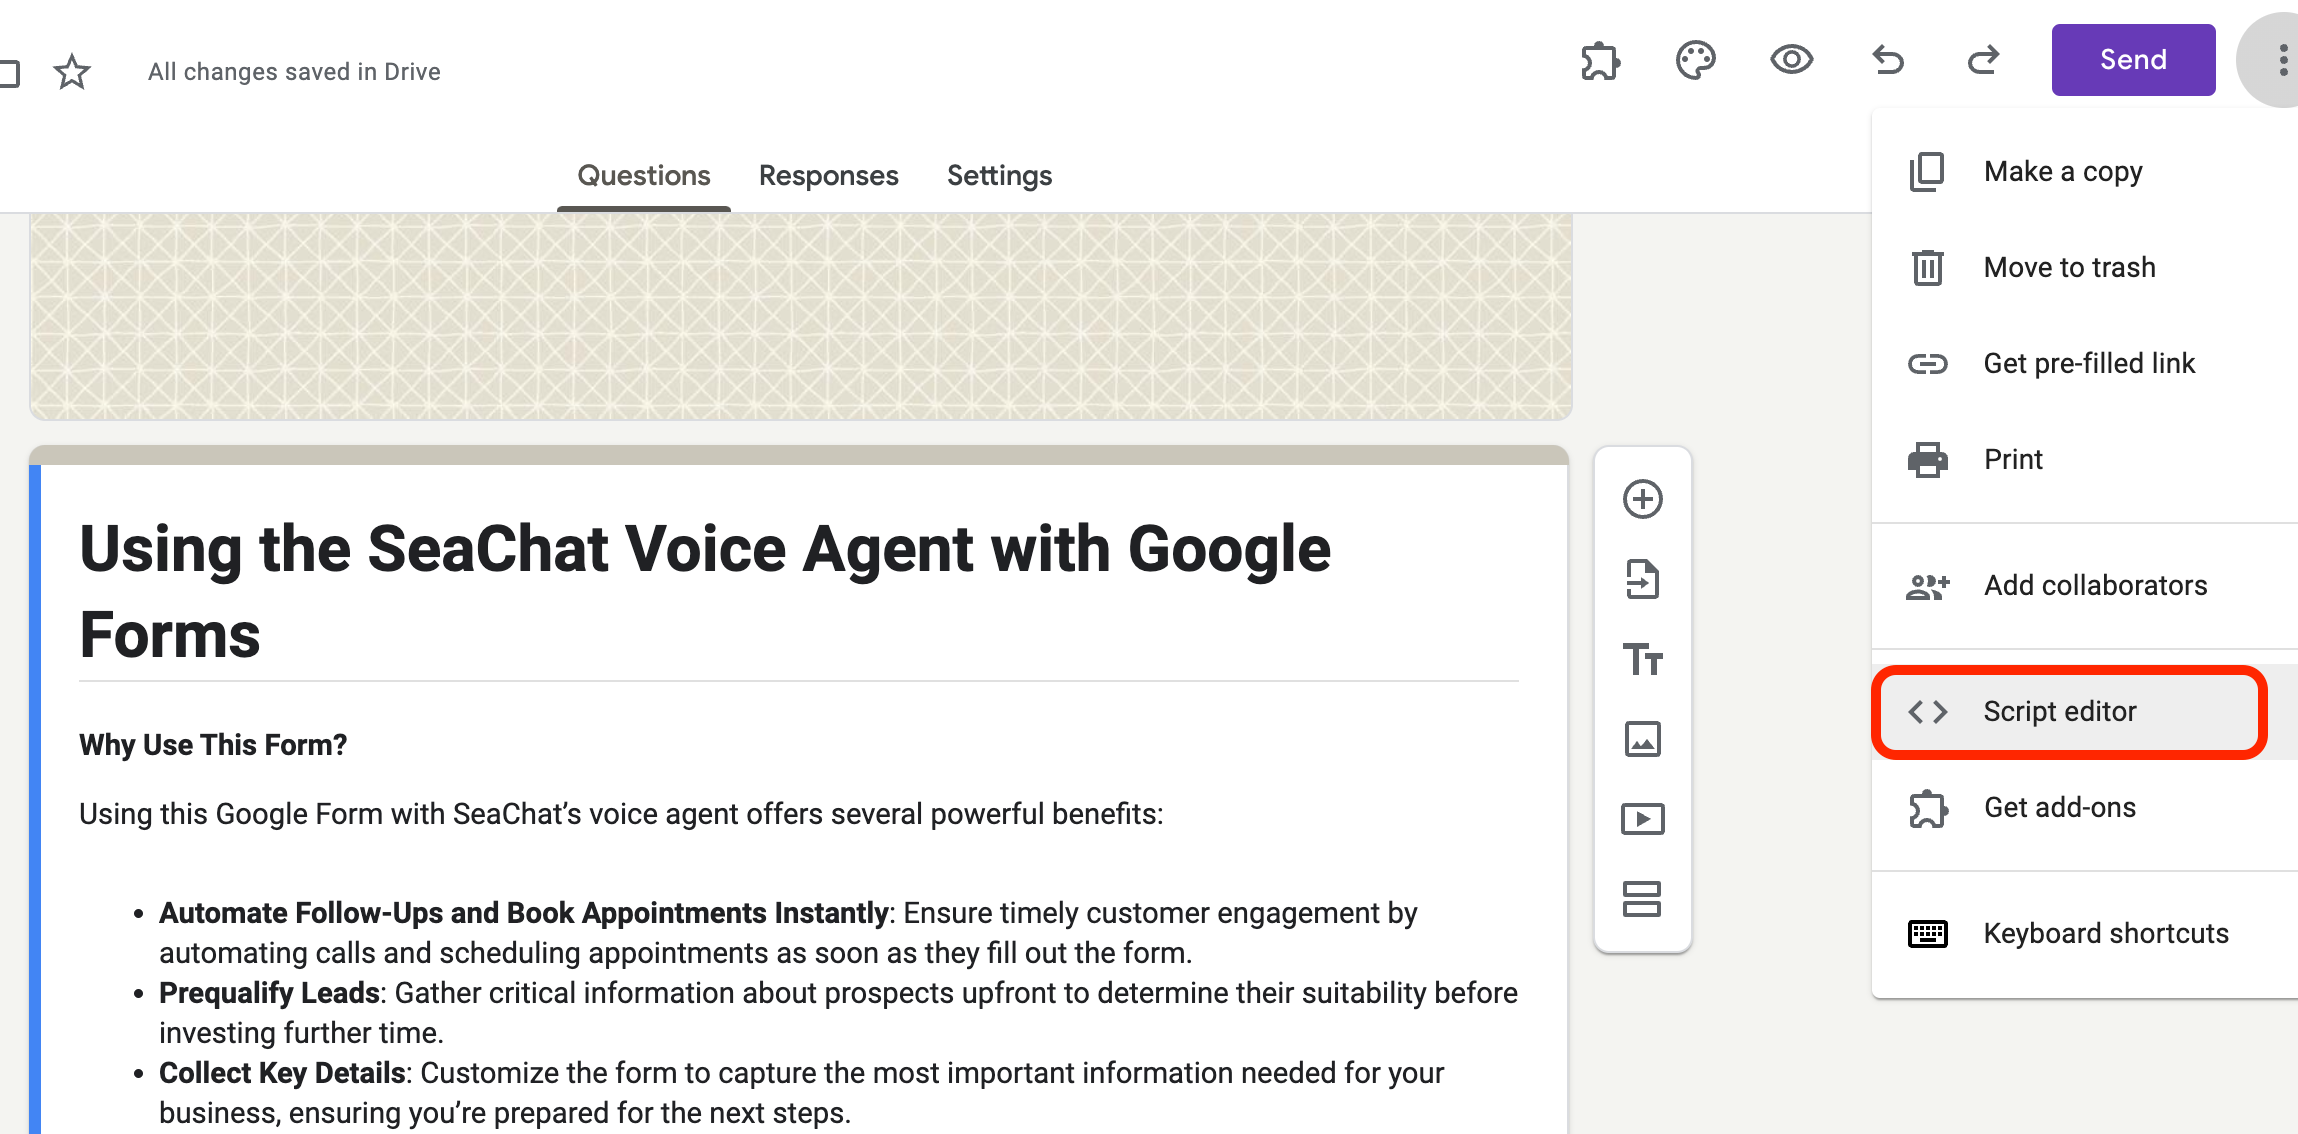 All changes saved in Drive
Send
Questions Responses Settings
Make a copy
Move to trash
Get pre-filled link
Print
Add collaborators
Script editor
Get add-ons
Keyboard shortcuts
Using the SeaChat Voice Agent with Google
Forms
Why Use This Form?
Using this Google Form with SeaChat’s voice agent offers several powerful benefits:
• Automate Follow-Ups and Book Appointments Instantly: Ensure timely customer engagement by
automating calls and scheduling appointments as soon as they fill out the form.
• Prequalify Leads: Gather critical information about prospects upfront to determine their suitability before
investing further time.
• Collect Key Details: Customize the form to capture the most important information needed for your
business, ensuring you’re prepared for the next steps.